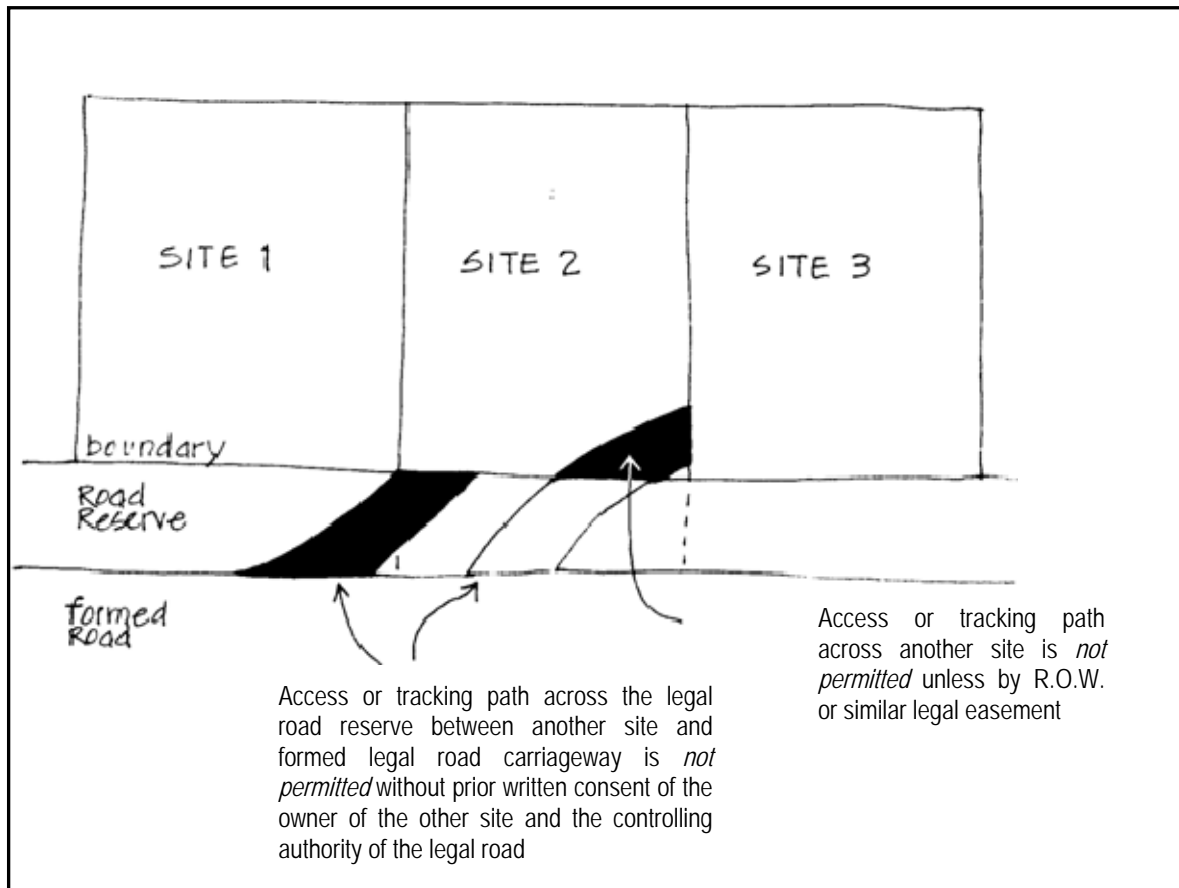 SITE 1
SITE 2
SITE 3
boundary
Road
Reserve
formed
Road
Access or tracking path across the legal
road reserve between another site and
formed legal road carriageway is not
permitted without prior written consent of the
owner of the other site and the controlling
authority of the legal road
Access or tracking path
across another site is not
permitted unless by R.O.W.
or similar legal easement